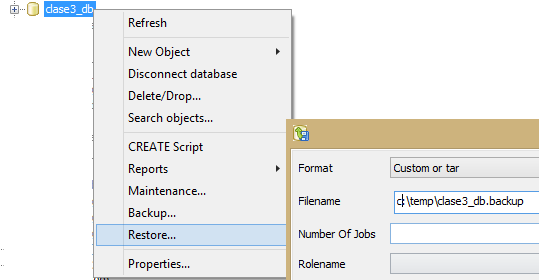 clase3_db
Refresh
New Object
Disconnect database
Delete/Drop...
Search objects...
CREATE Script
Reports
Maintenance...
Backup...
Restore...
Properties...
Format Custom or tar
Filename c:\temp\clase3_db.backup
Number Of Jobs
Rolename